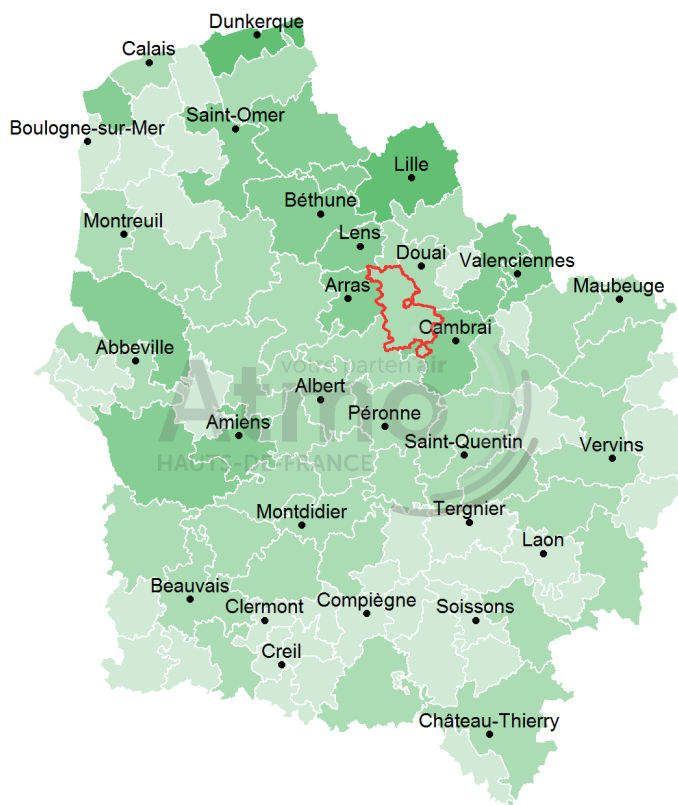 Dunkerque
Calais
Saint-Omer
Boulogne-sur-Mer
Lille
Béthune
Montreuil
Lens
Douai
Valenciennes
Arras
Maubeuge
Cambrai
Abbeville
votre partenair
Albert
Atmo
Péronne
Amiens
Saint-Quentin
Vervins
HAUTS-DE-FRANCE
Montdidier
Tergnier
Laon
Beauvais
Clermont
Compiègne
Soissons
Creil
Château-Thierry